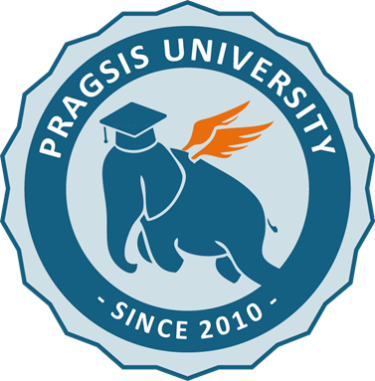 PRAGSIS UNIVERSITY
- SINCE 2010 -